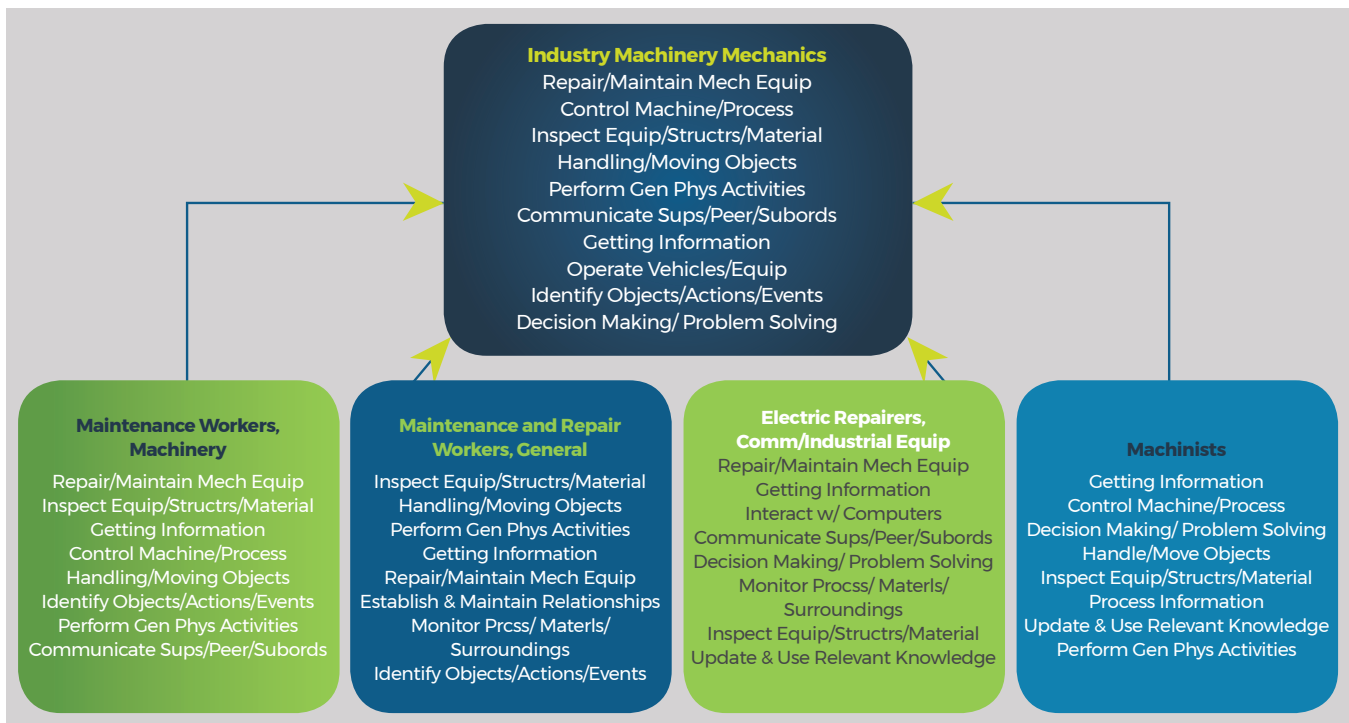 Industry Machinery Mechanics
Repair/Maintain Mech Equip
Control Machine/Process
Inspect Equip/Structrs/Material
Handling/Moving Objects
Perform Gen Phys Activities
Communicate Sups/Peer/Subords
Getting Information
Operate Vehicles/Equip
Identify Objects/Actions/Events
Decision Making/ Problem Solving
Maintenance Workers,
Machinery
Repair/Maintain Mech Equip
Inspect Equip/Structrs/Material
Getting Information
Control Machine/Process
Handling/Moving Objects
Identify Objects/Actions/Events
Perform Gen Phys Activities
Communicate Sups/Peer/Subords
Maintenance and Repair
Workers, General
Inspect Equip/Structrs/Material
Handling/Moving Objects
Perform Gen Phys Activities
Getting Information
Repair/Maintain Mech Equip
Establish & Maintain Relationships
Monitor Prcss/ Materls/
Surroundings
Identify Objects/Actions/Events
Electric Repairers,
Comm/Industrial Equip
Repair/Maintain Mech Equip
Getting Information
Interact w/ Computers
Communicate Sups/Peer/Subords
Decision Making/ Problem Solving
Monitor Procss/ Materls/
Surroundings
Inspect Equip/Structrs/Material
Update & Use Relevant Knowledge
Machinists
Getting Information
Control Machine/Process
Decision Making/ Problem Solving
Handle/Move Objects
Inspect Equip/Structrs/Material
Process Information
Update & Use Relevant Knowledge
Perform Gen Phys Activities